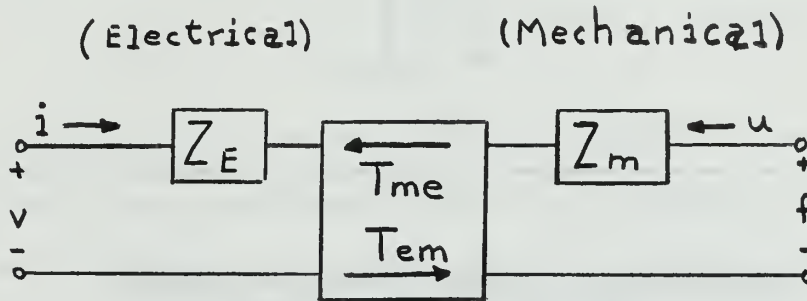 (Electrical) (Mechanical)
i Z_E Z_m u
T_me
T_em
+ +
v f
- -